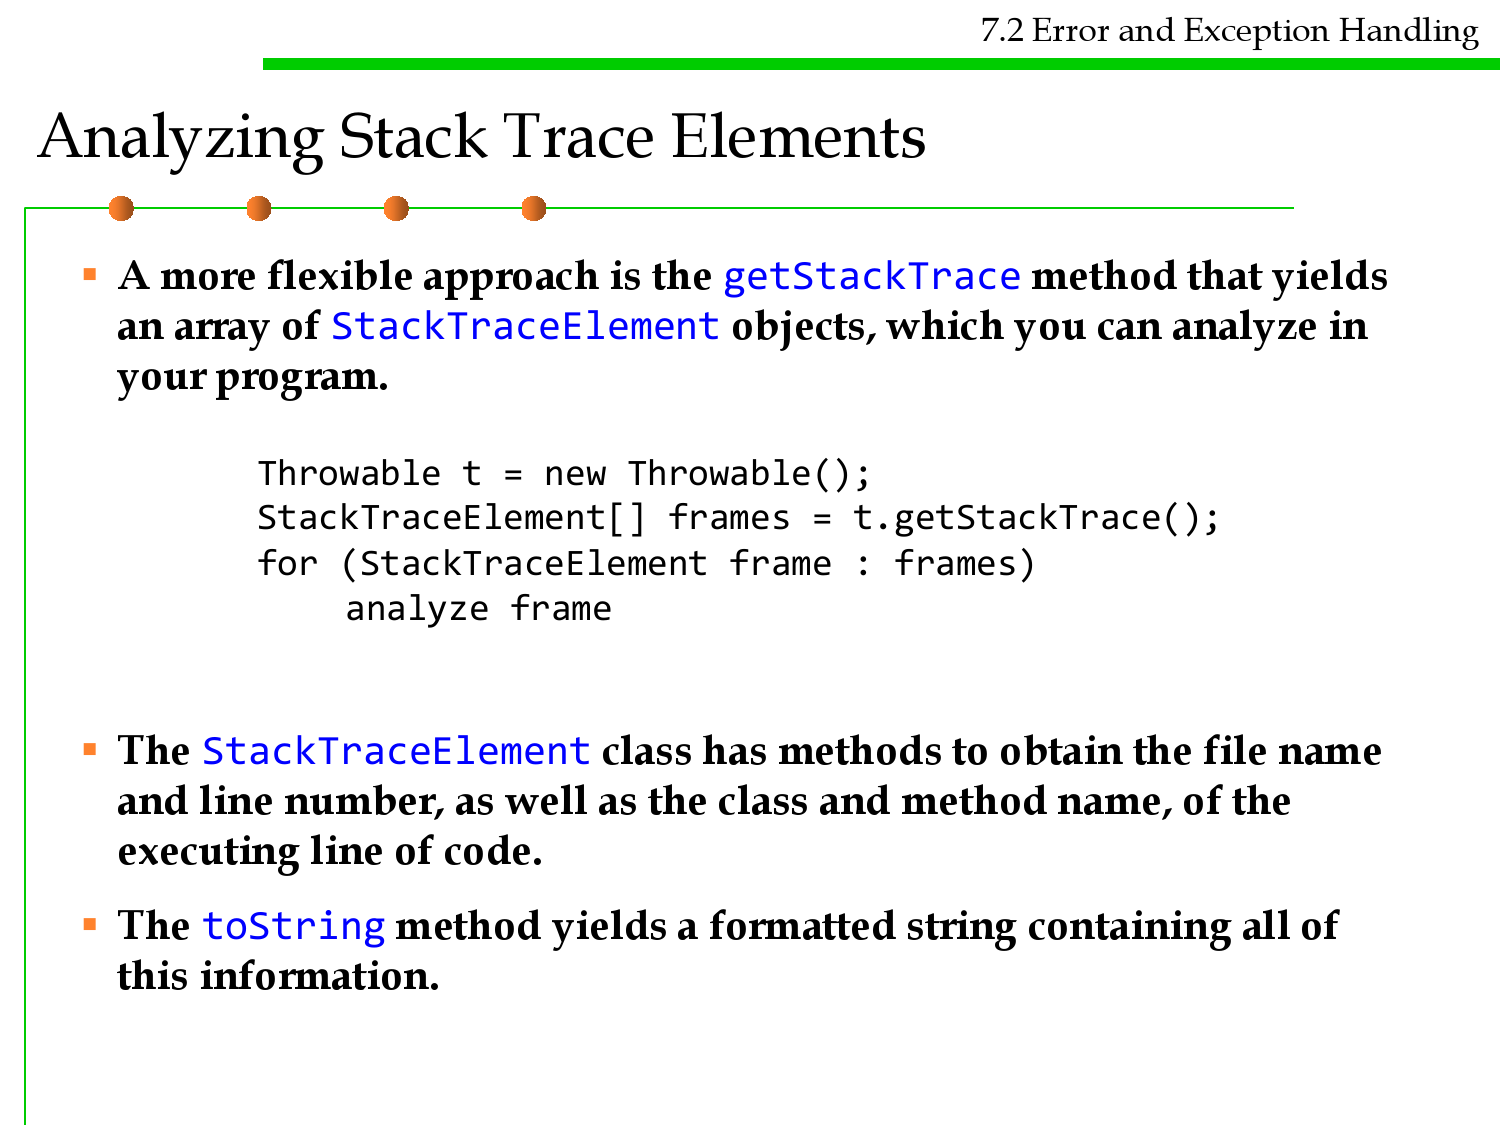 7.2 Error and Exception Handling
Analyzing Stack Trace Elements
A more flexible approach is the getStackTrace method that yields
an array of StackTraceElement objects, which you can analyze in
your program.
Throwable t = new Throwable();
StackTraceElement[] frames = t.getStackTrace();
for (StackTraceElement frame : frames)
analyze frame
The StackTraceElement class has methods to obtain the file name
and line number, as well as the class and method name, of the
executing line of code.
The toString method yields a formatted string containing all of
this information.